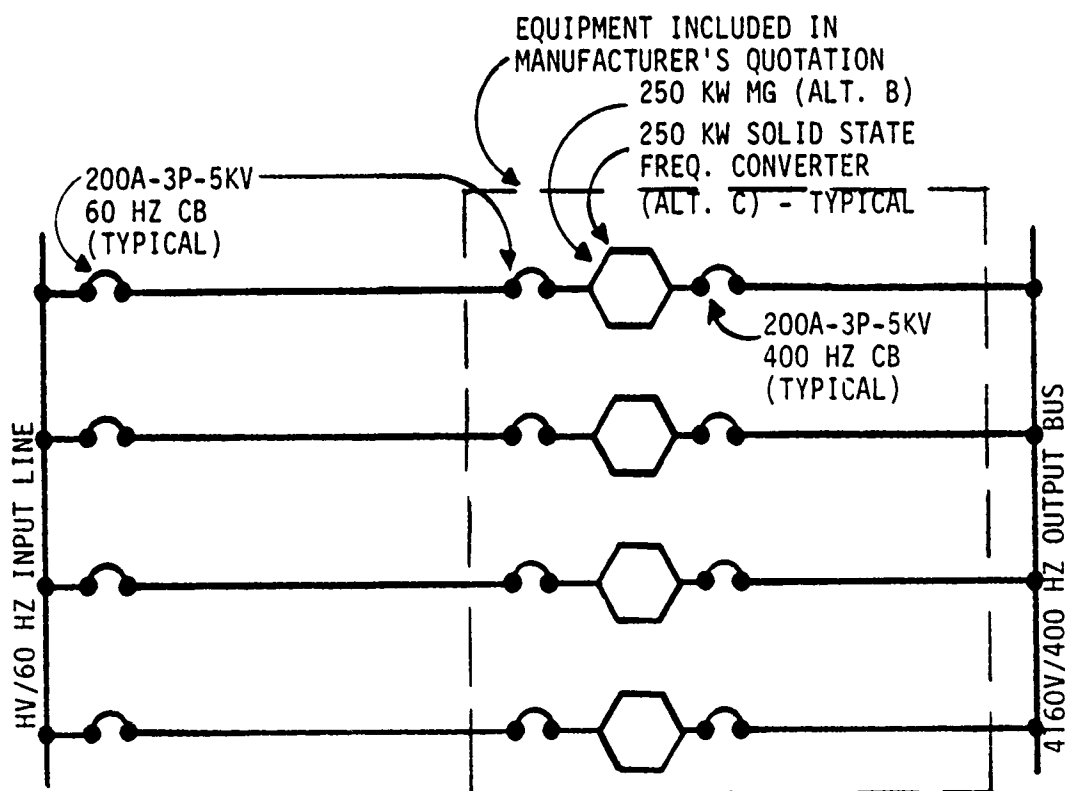 EQUIPMENT INCLUDED IN
MANUFACTURER'S QUOTATION
250 KW MG (ALT. B)
250 KW SOLID STATE
FREQ. CONVERTER
(ALT. C) - TYPICAL
200A-3P-5KV
60 HZ CB
(TYPICAL)
200A-3P-5KV
400 HZ CB
(TYPICAL)
HV/60 HZ INPUT LINE
4160V/400 HZ OUTPUT BUS